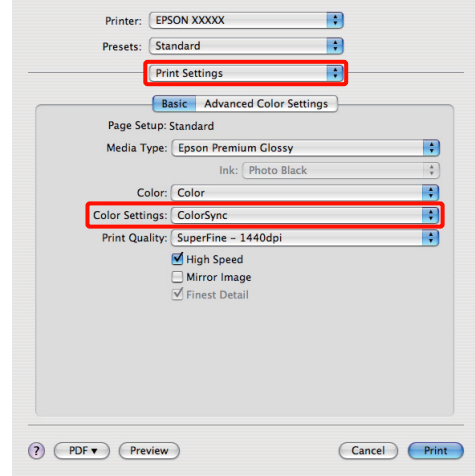 Printer: EPSON XXXXX
Presets: Standard
Print Settings
Basic Advanced Color Settings
Page Setup: Standard
Media Type: Epson Premium Glossy
Ink: Photo Black
Color: Color
Color Settings: ColorSync
Print Quality: SuperFine – 1440dpi
High Speed
Mirror Image
Finest Detail
? PDF ▾ Preview Cancel Print